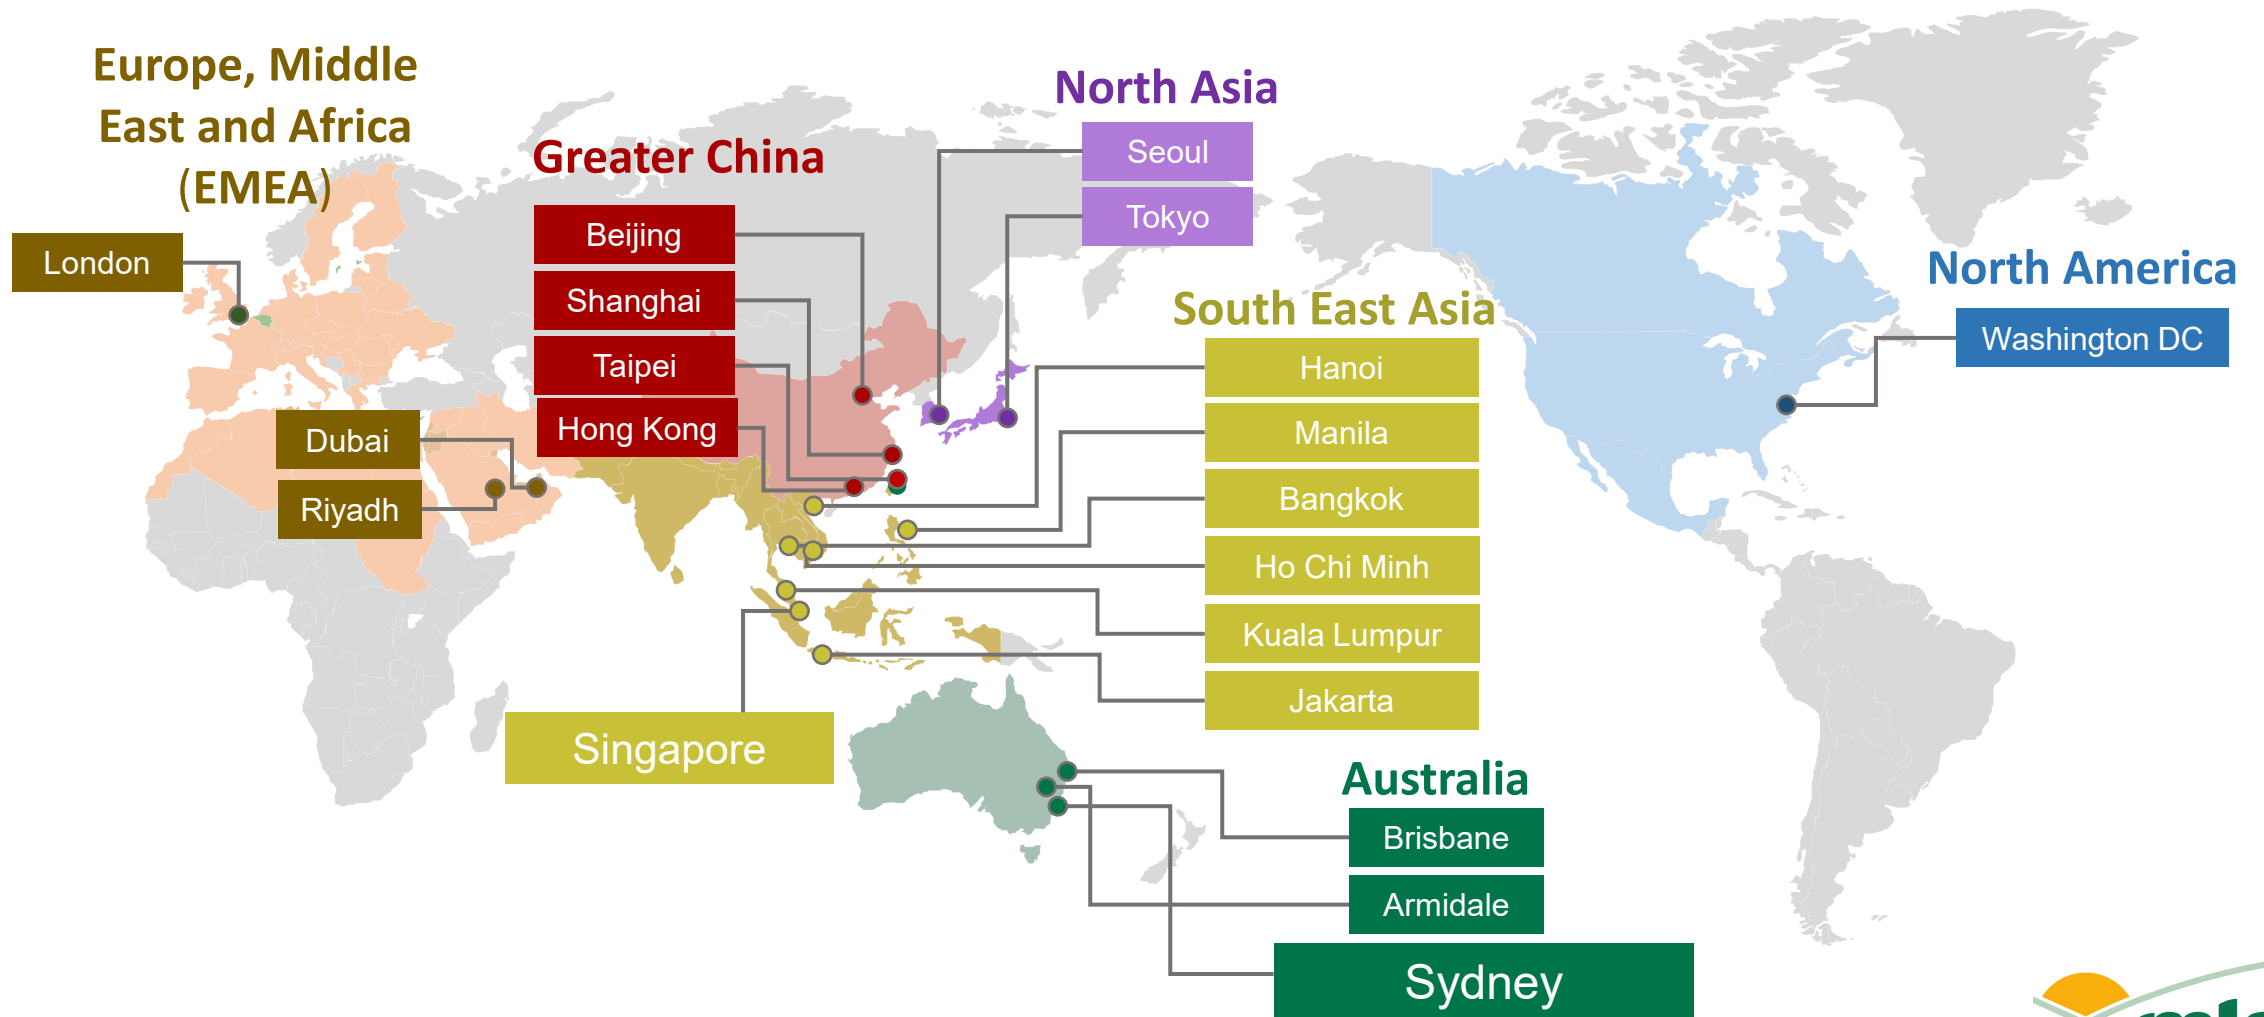 Europe, Middle
East and Africa
(EMEA)
London
Dubai
Riyadh
Greater China
Beijing
Shanghai
Taipei
Hong Kong
North Asia
Seoul
Tokyo
South East Asia
Hanoi
Manila
Bangkok
Ho Chi Minh
Kuala Lumpur
Jakarta
Singapore
North America
Washington DC
Australia
Brisbane
Armidale
Sydney